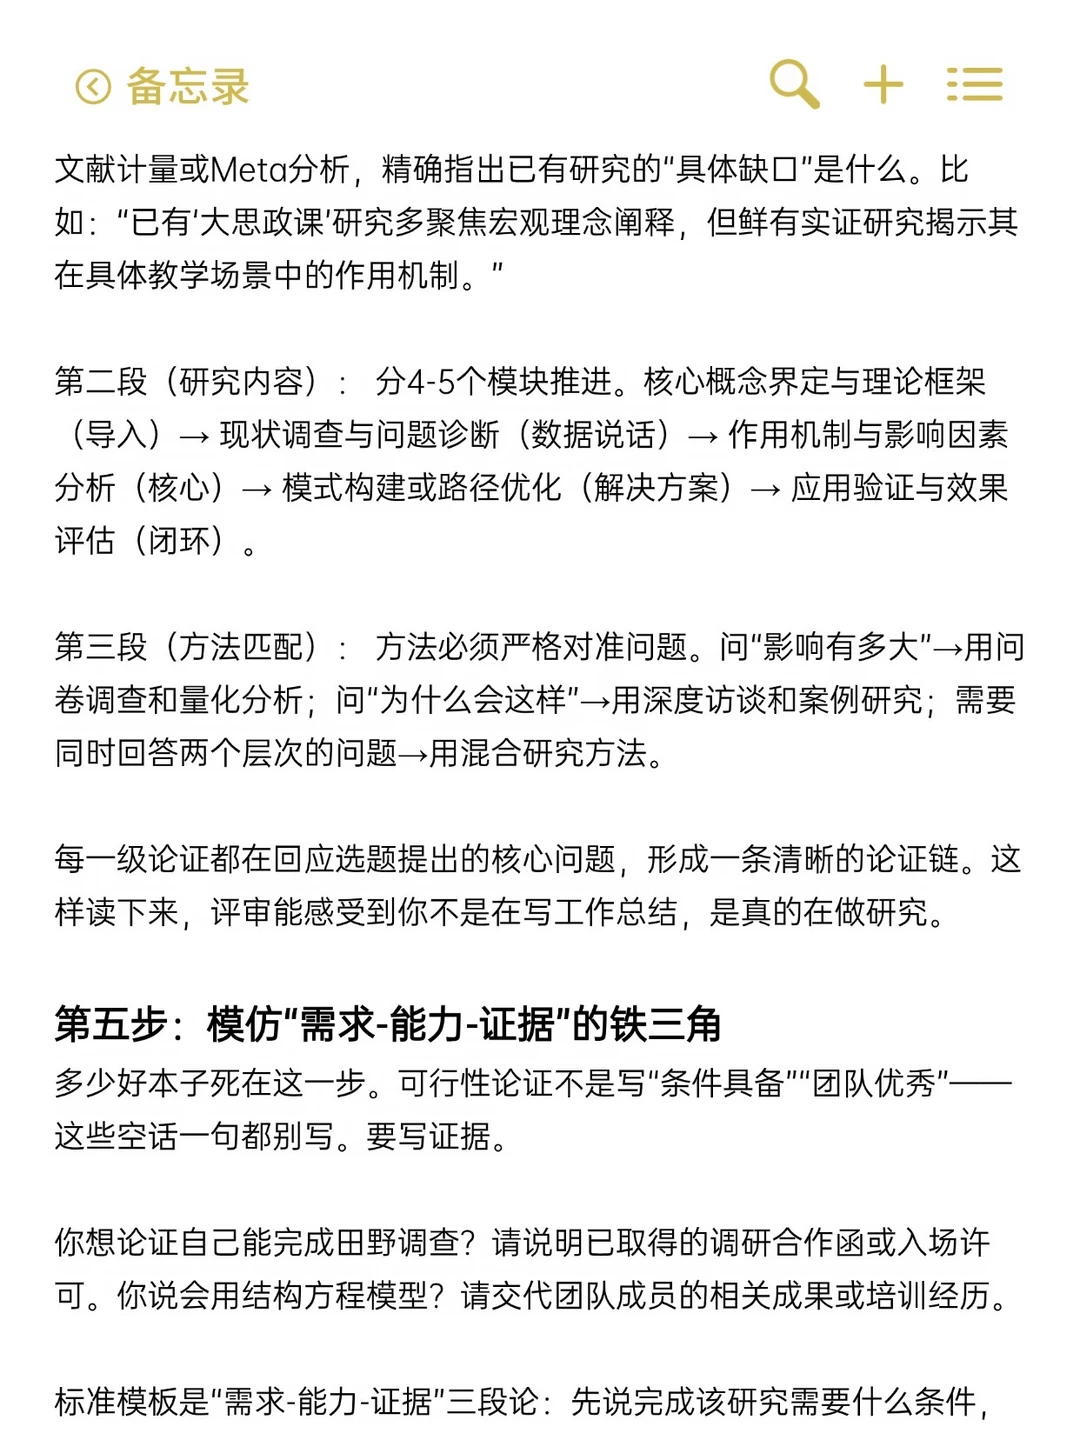 备忘录
文献计量或Meta分析，精确指出已有研究的“具体缺口”是什么。比
如：“已有‘大思政课’研究多聚焦宏观理念阐释，但鲜有实证研究揭示其
在具体教学场景中的作用机制。”
第二段（研究内容）： 分4-5个模块推进。核心概念界定与理论框架
（导入）→ 现状调查与问题诊断（数据说话）→ 作用机制与影响因素
分析（核心）→ 模式构建或路径优化（解决方案）→ 应用验证与效果
评估（闭环）。
第三段（方法匹配）： 方法必须严格对准问题。问“影响有多大”→用问
卷调查和量化分析；问“为什么会这样”→用深度访谈和案例研究；需要
同时回答两个层次的问题→用混合研究方法。
每一级论证都在回应选题提出的核心问题，形成一条清晰的论证链。这
样读下来，评审能感受到你不是在写工作总结，是真的在做研究。
第五步：模仿“需求-能力-证据”的铁三角
多少好本子死在这一步。可行性论证不是写“条件具备”“团队优秀”——
这些空话一句都别写。要写证据。
你想论证自己能完成田野调查？请说明已取得的调研合作函或入场许
可。你说会用结构方程模型？请交代团队成员的相关成果或培训经历。
标准模板是“需求-能力-证据”三段论：先说完成该研究需要什么条件，